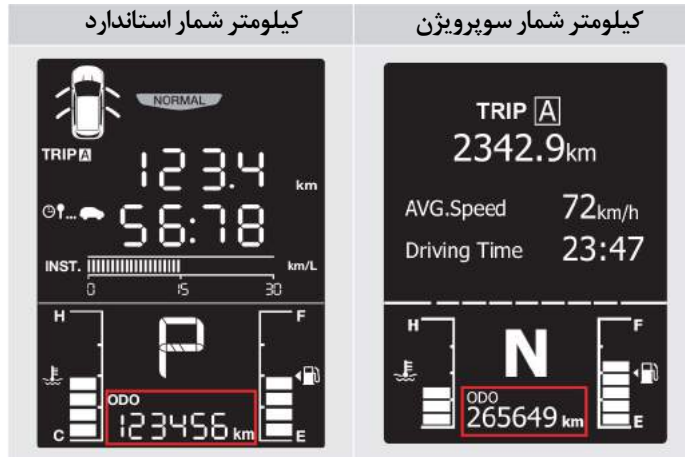 کیلومتر شمار استاندارد
کیلومتر شمار سوپرویژن
NORMAL
TRIP A
123.4 km
56:78
INST. km/L
0 15 30
H F
P
ODO
123456 km
C E
TRIP A
2342.9km
AVG.Speed 72km/h
Driving Time 23:47
H F
N
ODO
265649 km
E